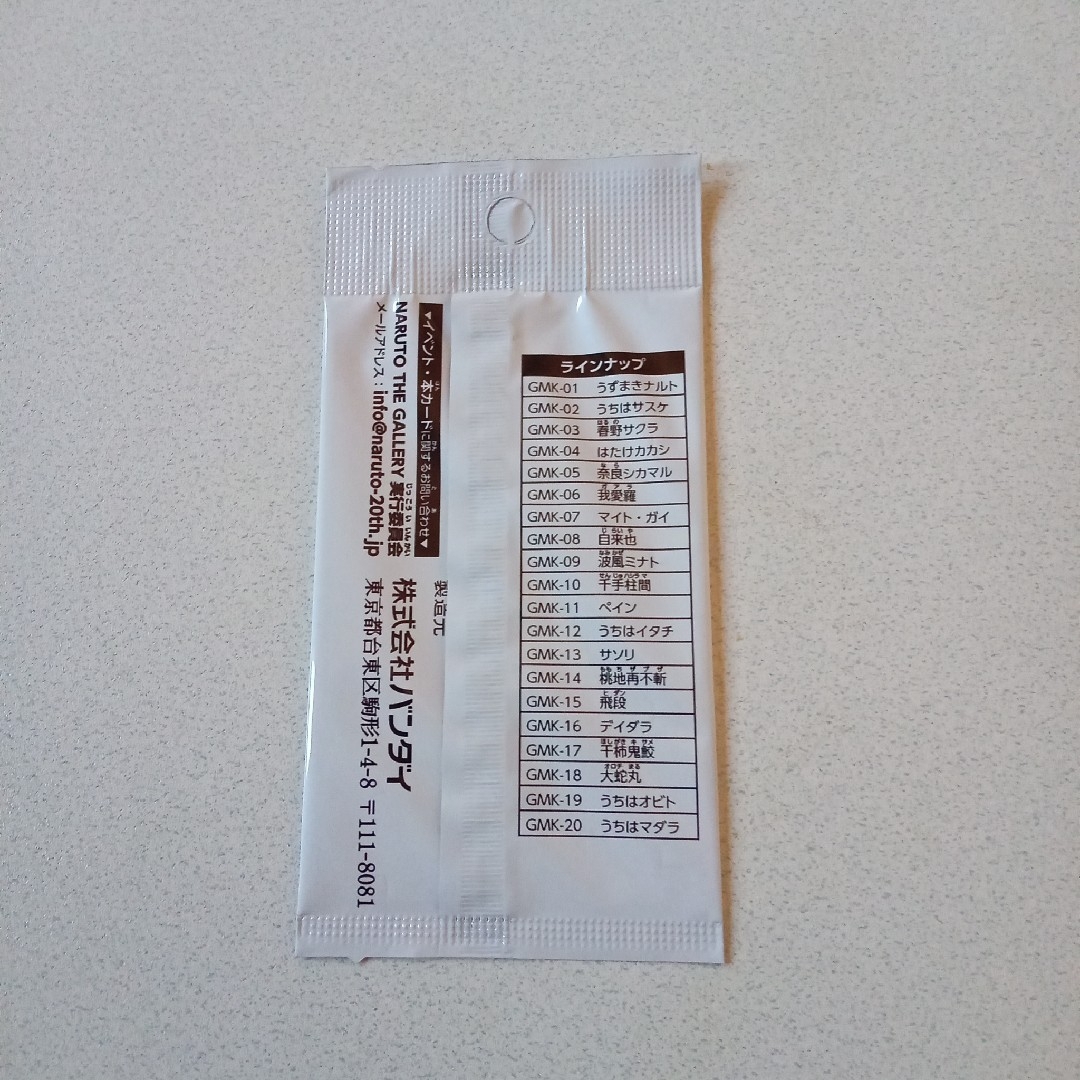 ▼イベント・本カードに関するお問い合わせ▼
NARUTO THE GALLERY 実行委員会
メールアドレス：info@naruto-20th.jp
製造元
株式会社バンダイ
東京都台東区駒形1-4-8 〒111-8081
ラインナップ
GMK-01 うずまきナルト
GMK-02 うちはサスケ
GMK-03 春野サクラ
GMK-04 はたけカカシ
GMK-05 奈良シカマル
GMK-06 我愛羅
GMK-07 マイト・ガイ
GMK-08 自来也
GMK-09 波風ミナト
GMK-10 千手柱間
GMK-11 ペイン
GMK-12 うちはイタチ
GMK-13 サソリ
GMK-14 桃地再不斬
GMK-15 飛段
GMK-16 デイダラ
GMK-17 干柿鬼鮫
GMK-18 大蛇丸
GMK-19 うちはオビト
GMK-20 うちはマダラ